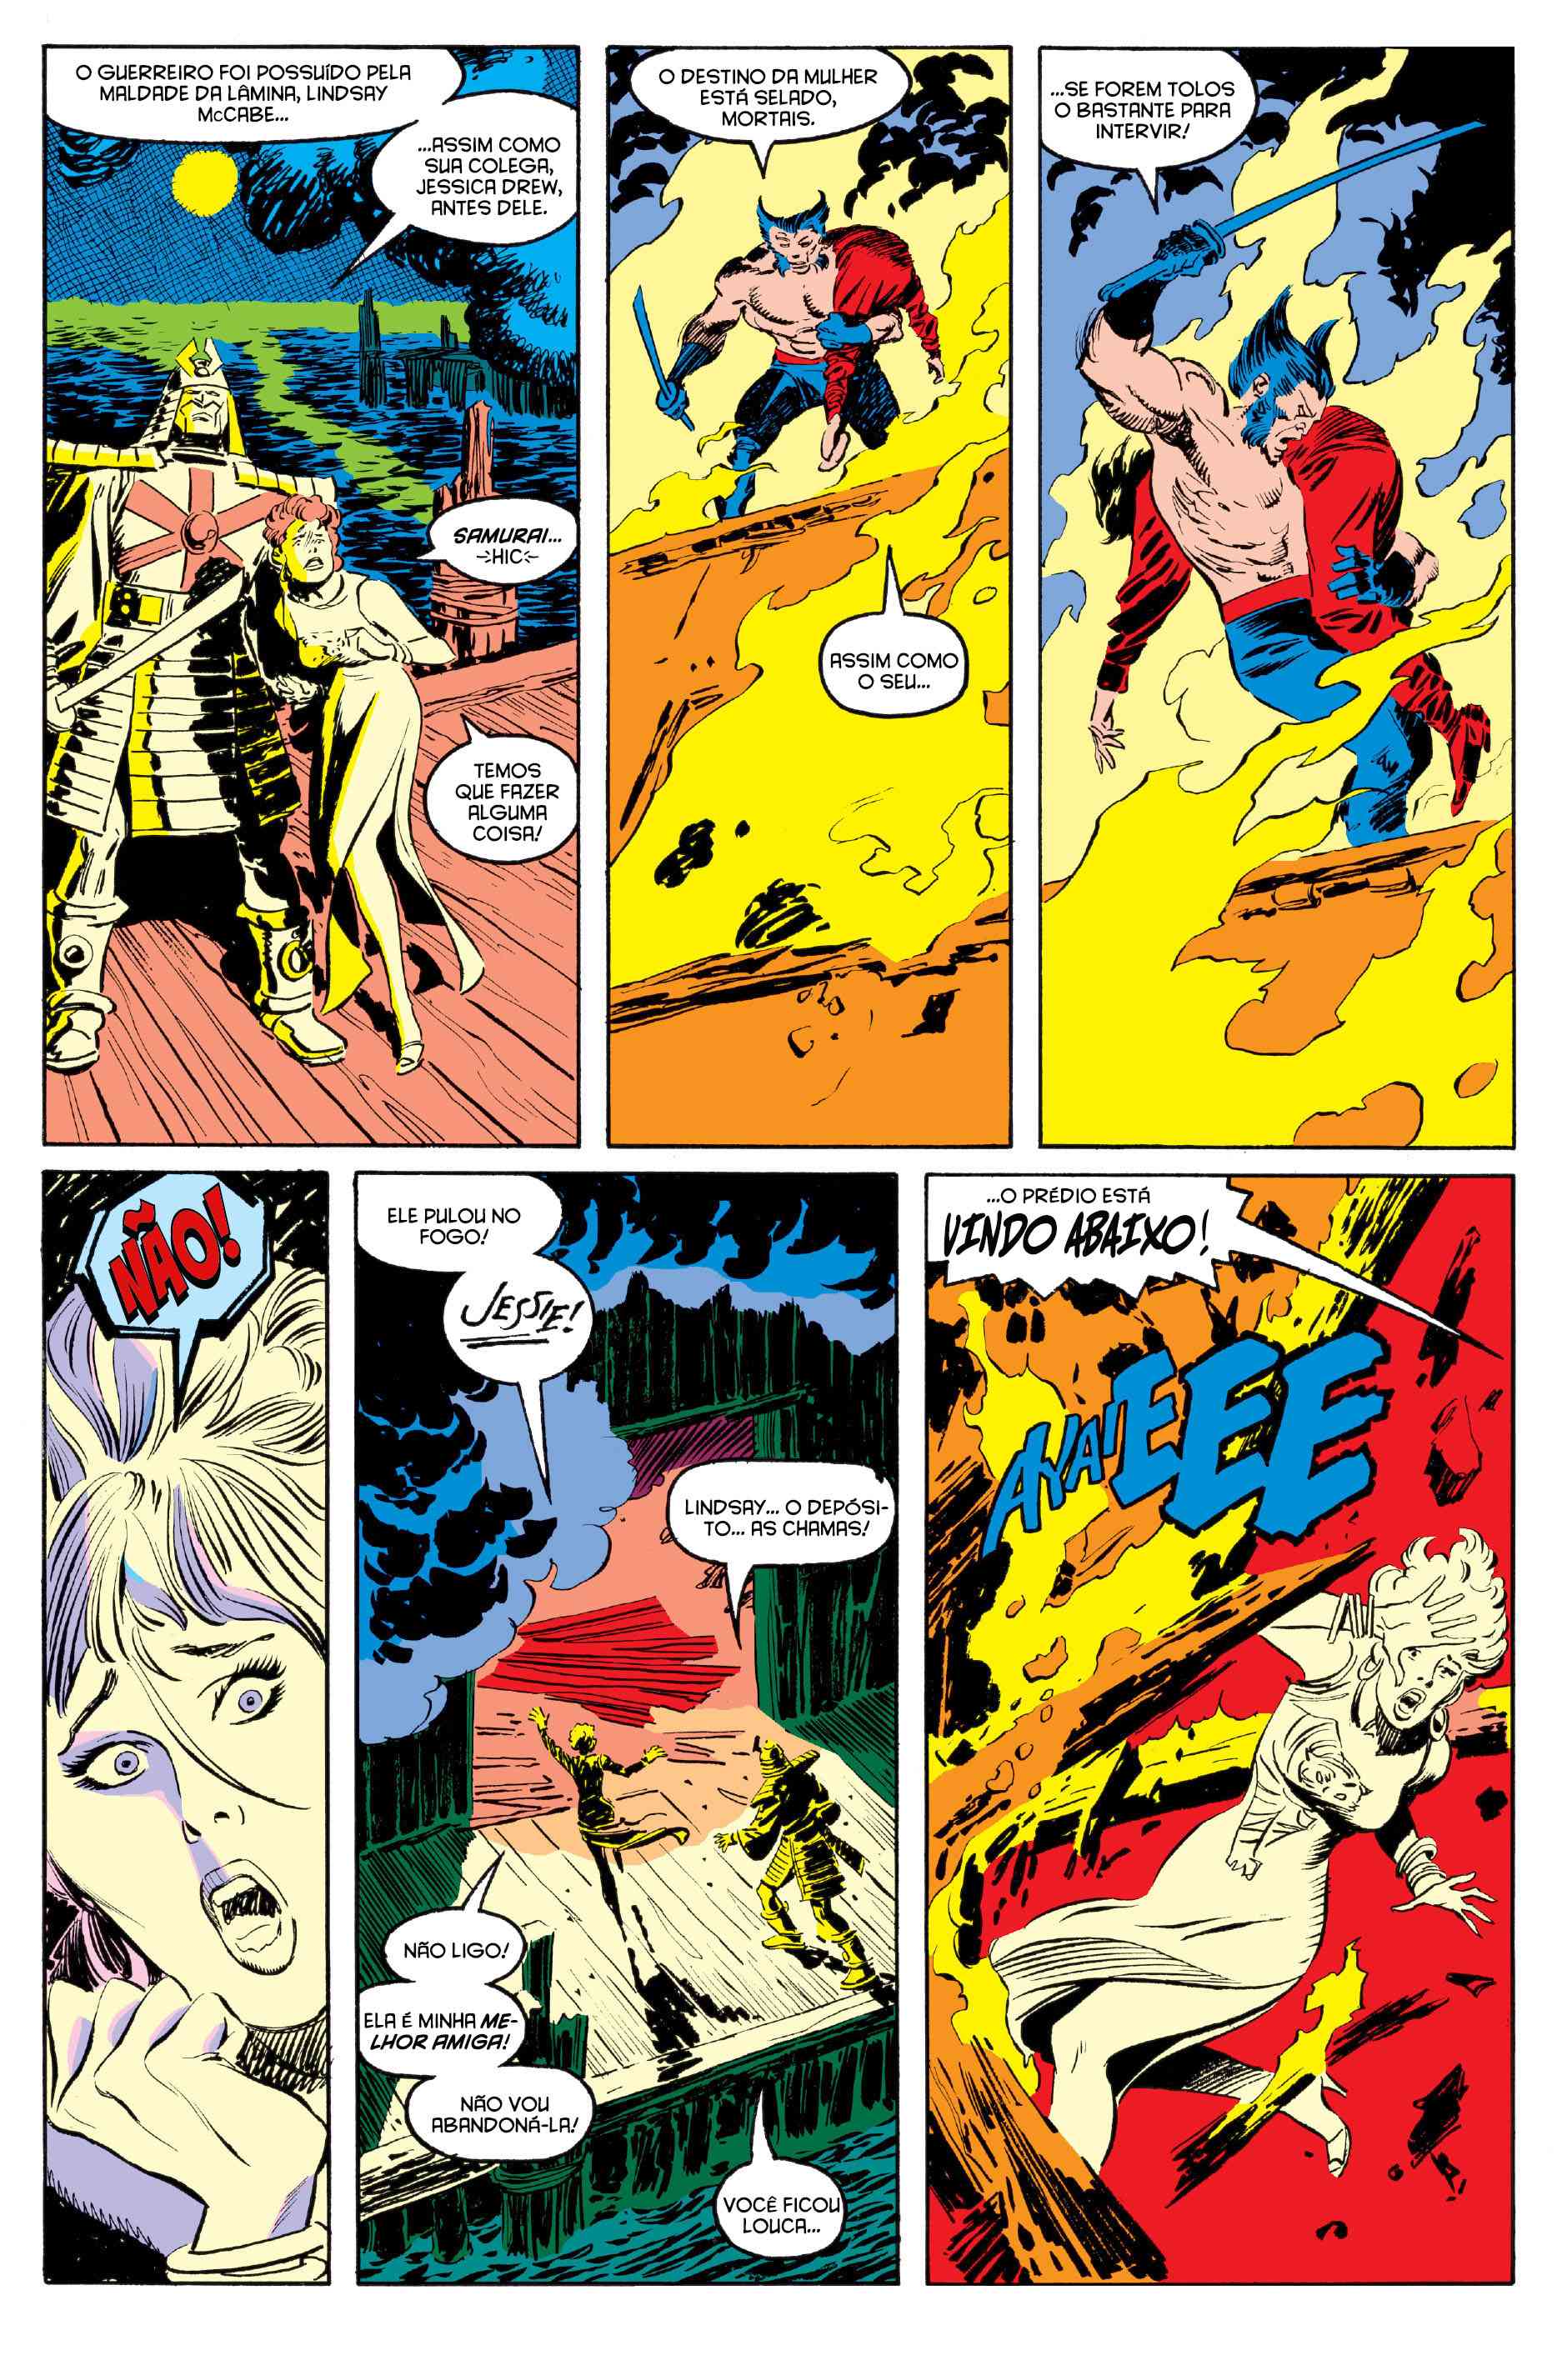 O GUERREIRO FOI POSSUÍDO PELA
MALDADE DA LÂMINA, LINDSAY
McCABE...
...ASSIM COMO
SUA COLEGA,
JESSICA DREW,
ANTES DELE.
SAMURAI...
HIC
TEMOS
QUE FAZER
ALGUMA
COISA!
O DESTINO DA MULHER
ESTÁ SELADO,
MORTAIS.
ASSIM COMO
O SEU...
...SE FOREM TOLOS
O BASTANTE PARA
INTERVIR!
NÃO!
ELE PULOU NO
FOGO!
JESSIE!
LINDSAY... O DEPÓSI-
TO... AS CHAMAS!
NÃO LIGO!
ELA É MINHA ME-
LHOR AMIGA!
NÃO VOU
ABANDONÁ-LA!
VOCÊ FICOU
LOUCA...
...O PRÉDIO ESTÁ
VINDO ABAIXO!
AYAIEEEE